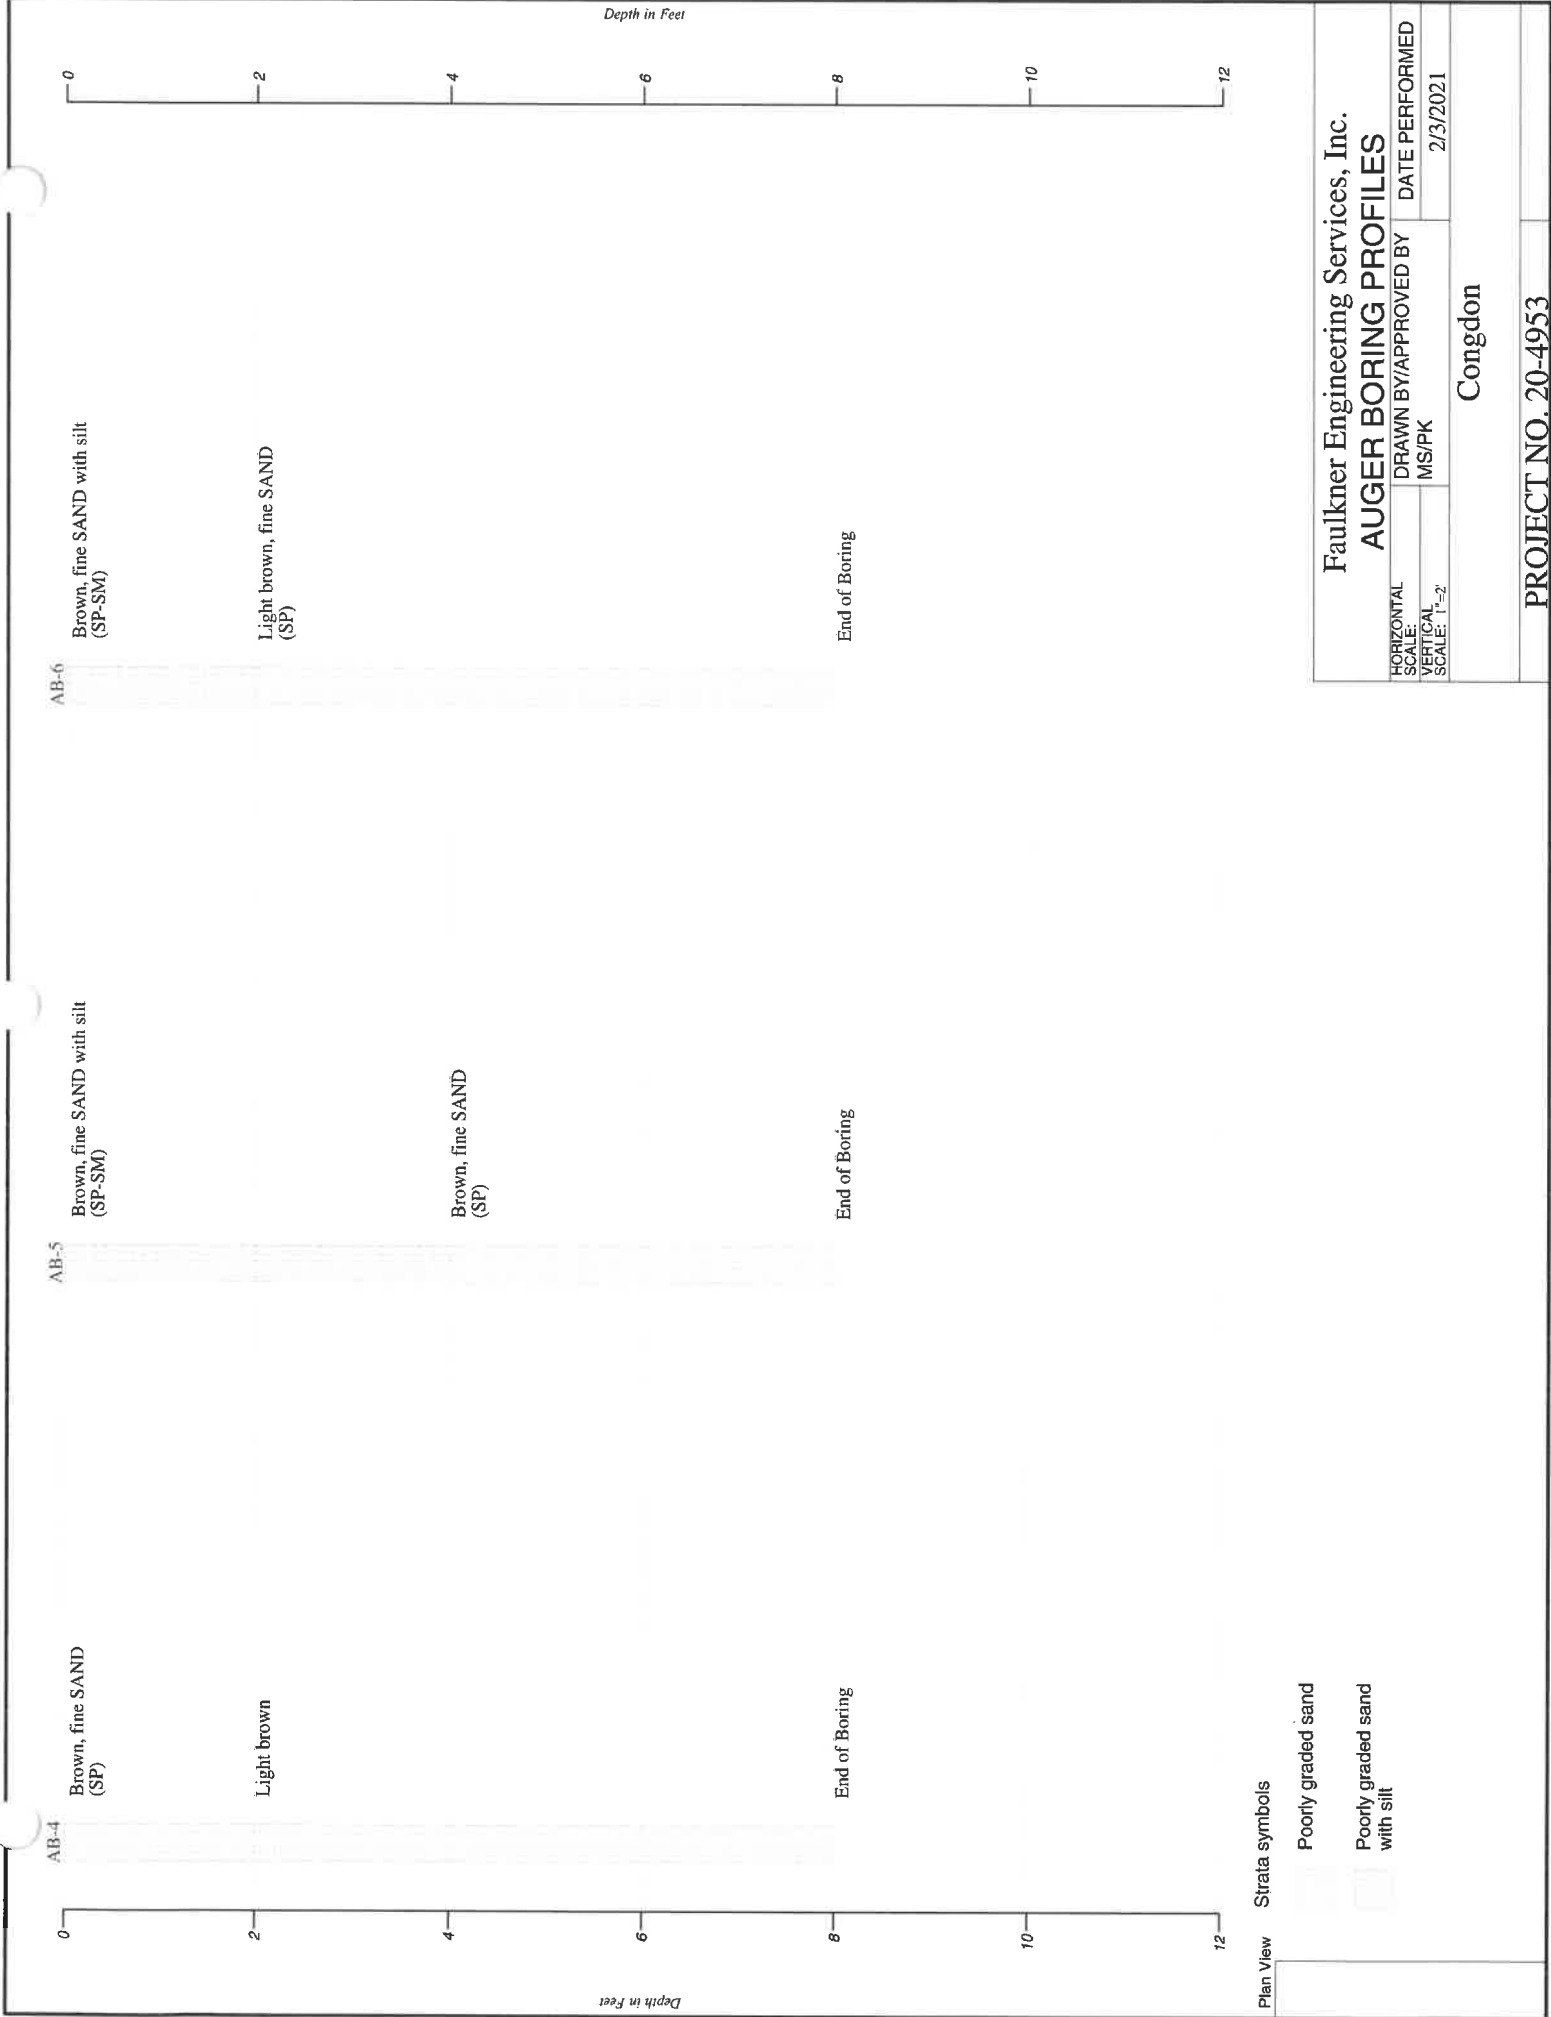 AB-4
AB-5
AB-6
0
2
4
6
8
10
12
Depth in Feet
Brown, fine SAND
(SP)
Light brown
End of Boring
Brown, fine SAND with silt
(SP-SM)
Brown, fine SAND
(SP)
End of Boring
Brown, fine SAND with silt
(SP-SM)
Light brown, fine SAND
(SP)
End of Boring
0
2
4
6
8
10
12
Depth in Feet
Plan View
Strata symbols
Poorly graded sand
Poorly graded sand
with silt
Faulkner Engineering Services, Inc.
AUGER BORING PROFILES
HORIZONTAL
SCALE:
VERTICAL
SCALE: 1"=2'
DRAWN BY/APPROVED BY
MS/PK
DATE PERFORMED
2/3/2021
Congdon
PROJECT NO. 20-4953